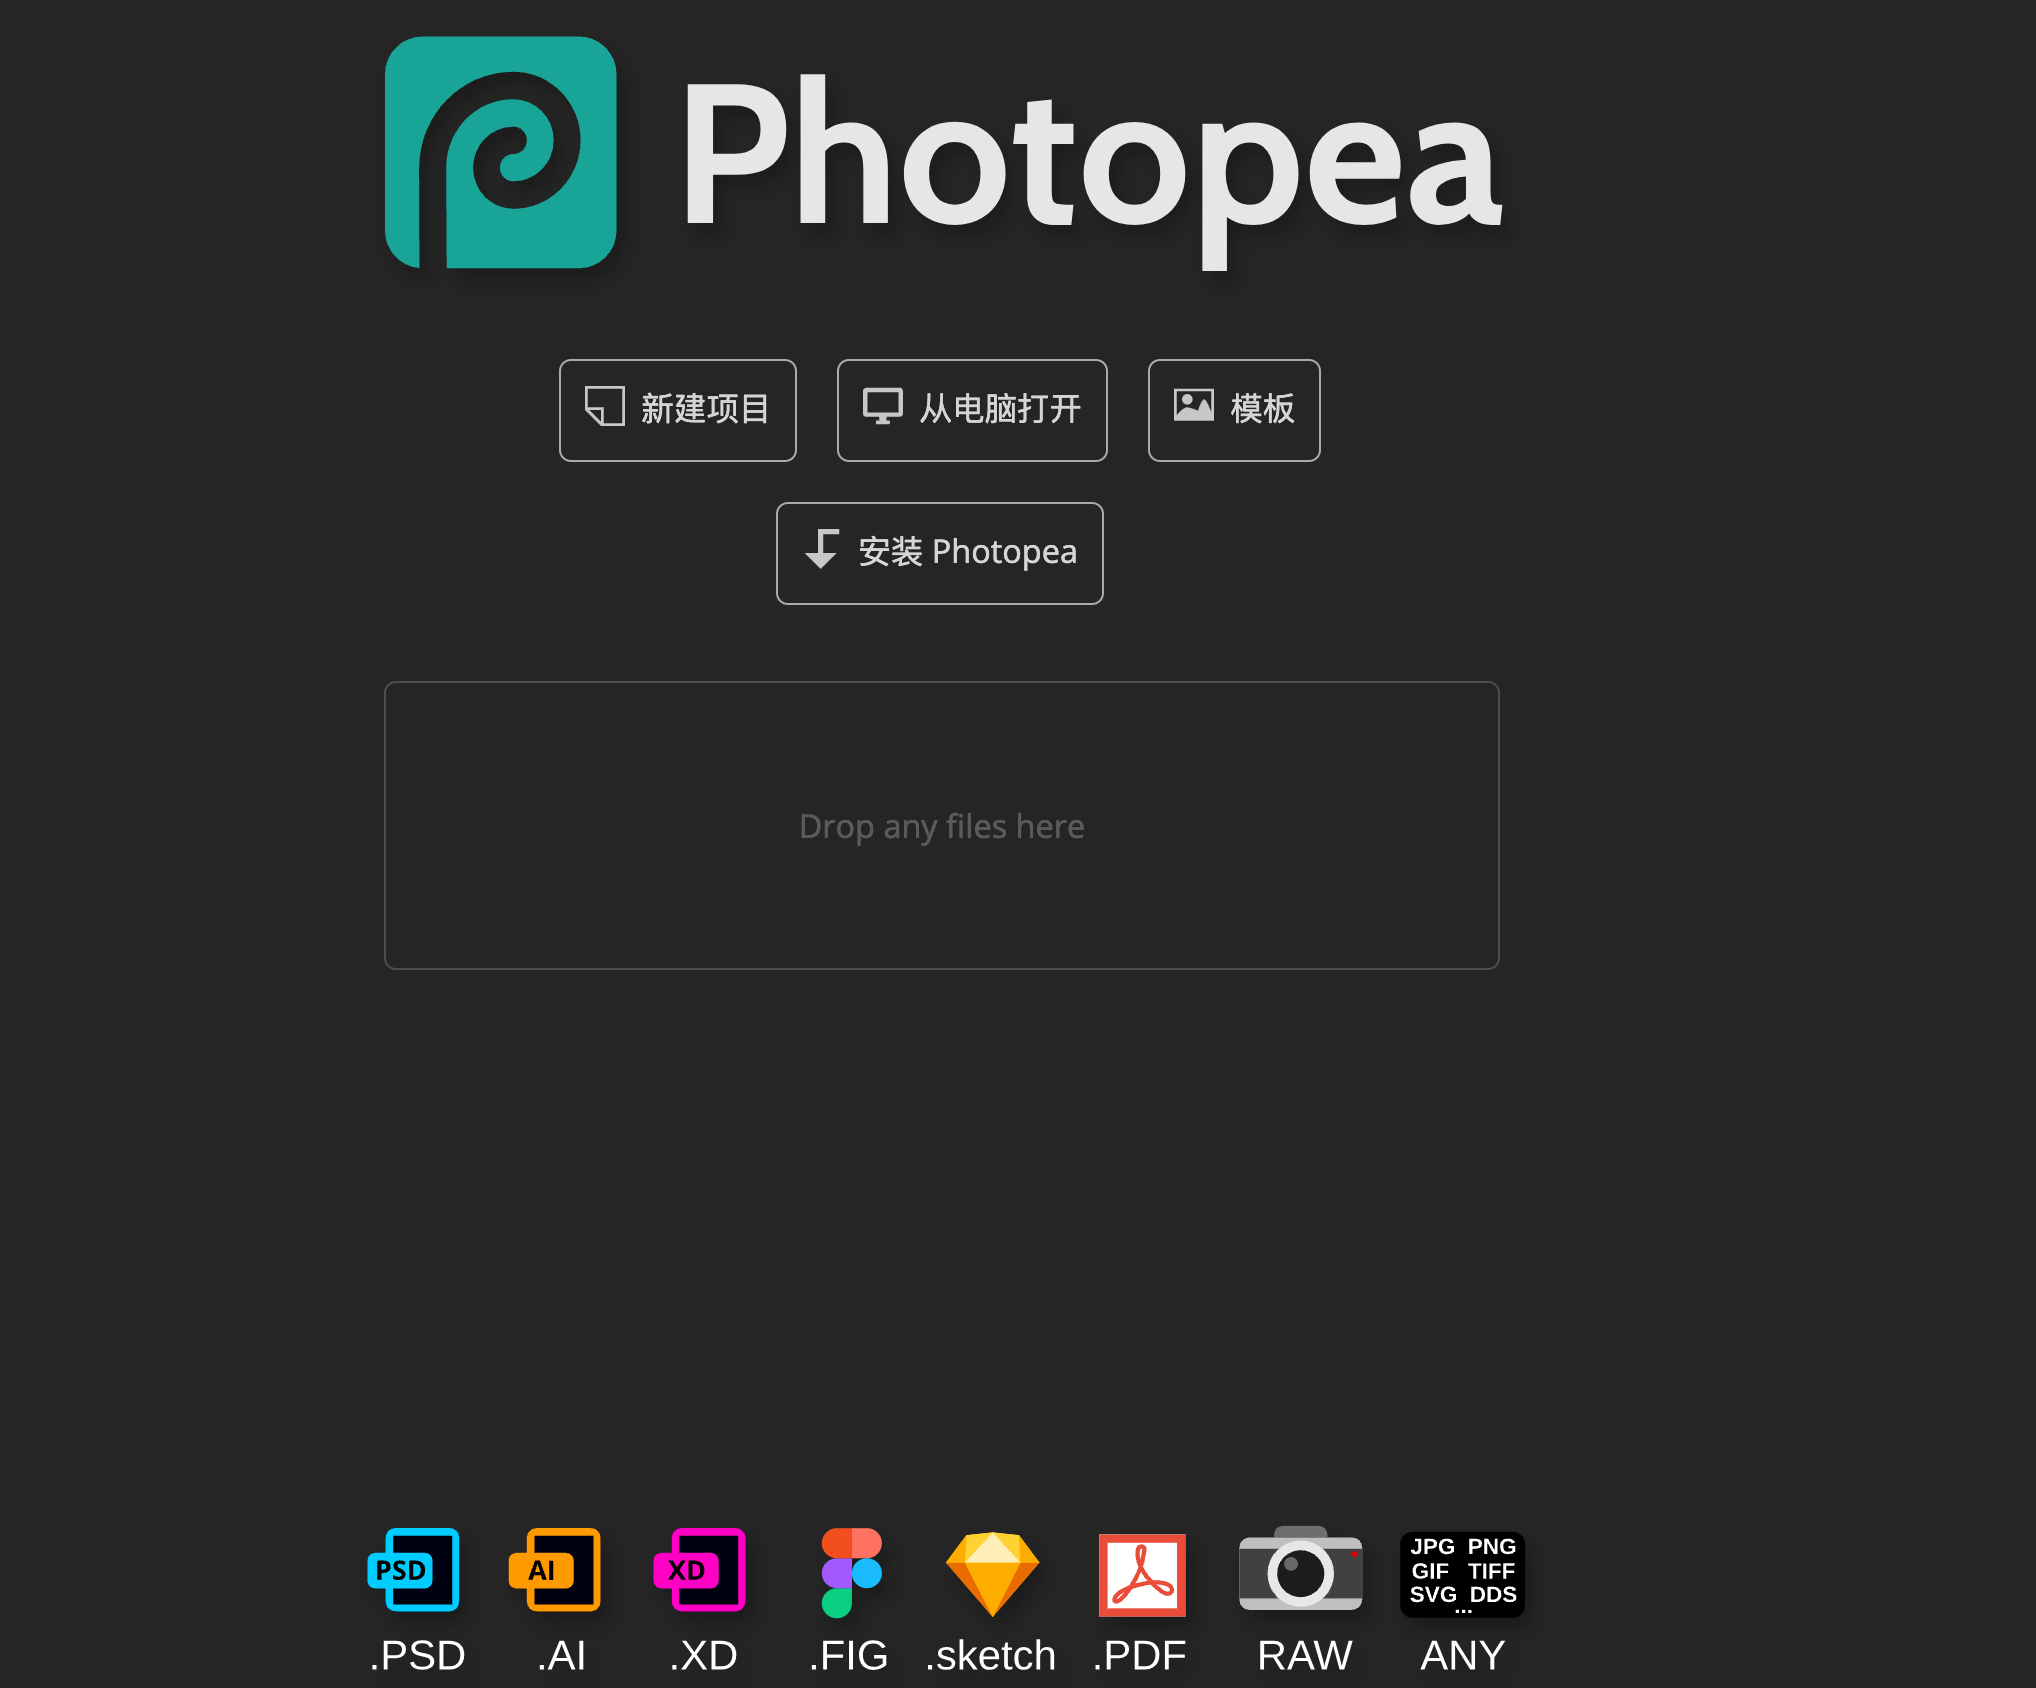 Photopea
新建项目 从电脑打开 模板
安装 Photopea
Drop any files here
PSD AI XD JPG PNG
GIF TIFF
SVG DDS
...
.PSD .AI .XD .FIG .sketch .PDF RAW ANY